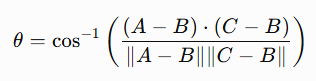 θ = cos⁻¹ ( (A − B) · (C − B) / ‖A − B‖‖C − B‖ )